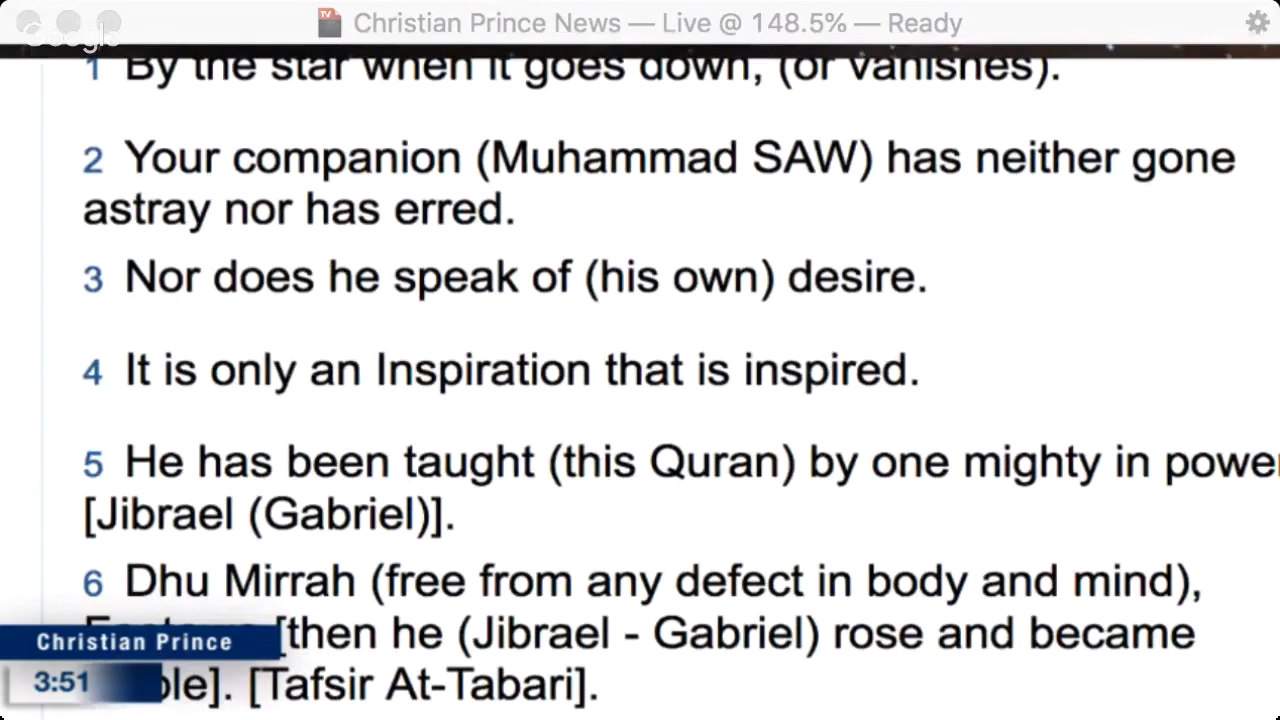 Christian Prince News — Live @ 148.5% — Ready
Google
1 By the star when it goes down, (or vanishes).
2 Your companion (Muhammad SAW) has neither gone
astray nor has erred.
3 Nor does he speak of (his own) desire.
4 It is only an Inspiration that is inspired.
5 He has been taught (this Quran) by one mighty in power
[Jibrael (Gabriel)].
6 Dhu Mirrah (free from any defect in body and mind),
[then he (Jibrael - Gabriel) rose and became
ble]. [Tafsir At-Tabari].
Christian Prince
3:51